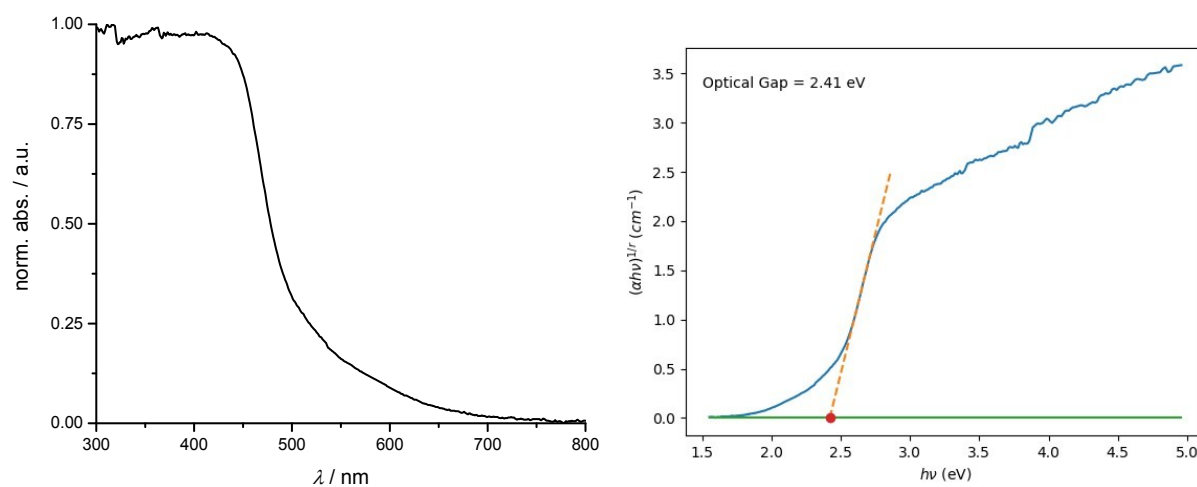 1.00
0.75
0.50
0.25
0.00
norm. abs. / a.u.
300 400 500 600 700 800
λ / nm
Optical Gap = 2.41 eV
3.5
3.0
2.5
2.0
1.5
1.0
0.5
0.0
(αhν)^{1/r} (cm^{-1})
1.5 2.0 2.5 3.0 3.5 4.0 4.5 5.0
hν (eV)